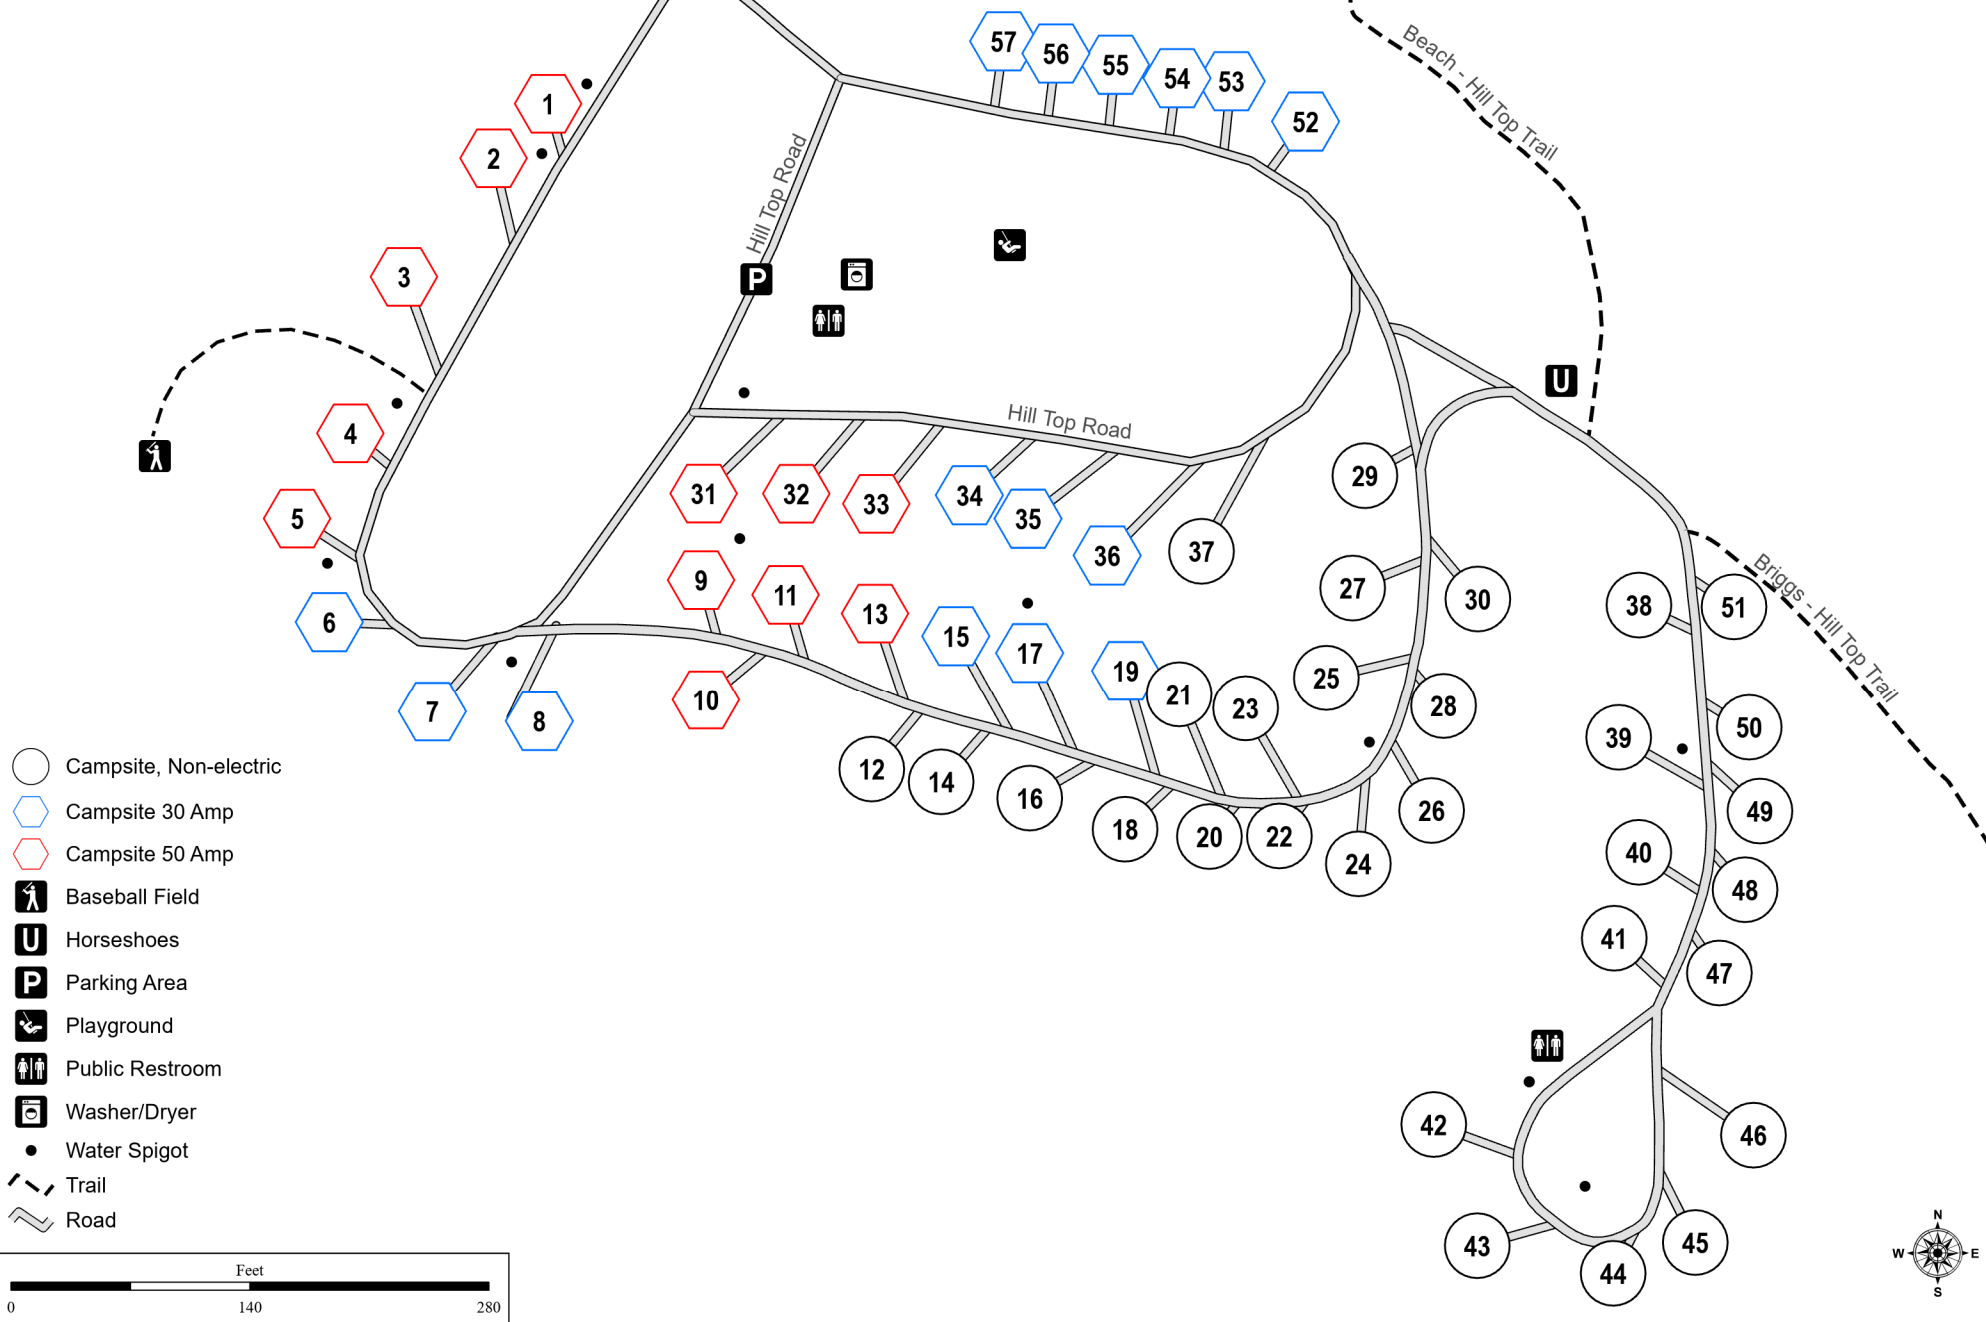 57
56
55
54
53
52
Beach - Hill Top Trail
1
2
3
4
5
6
7
8
Hill Top Road
P
U
Hill Top Road
31
32
33
34
35
36
37
29
27
30
25
28
9
11
13
15
17
19
21
23
10
12
14
16
18
20
22
24
26
38
51
Briggs - Hill Top Trail
39
50
49
40
48
41
47
42
46
43
44
45
Campsite, Non-electric
Campsite 30 Amp
Campsite 50 Amp
Baseball Field
U Horseshoes
P Parking Area
Playground
Public Restroom
Washer/Dryer
Water Spigot
Trail
Road
Feet
0 140 280
N
W E
S